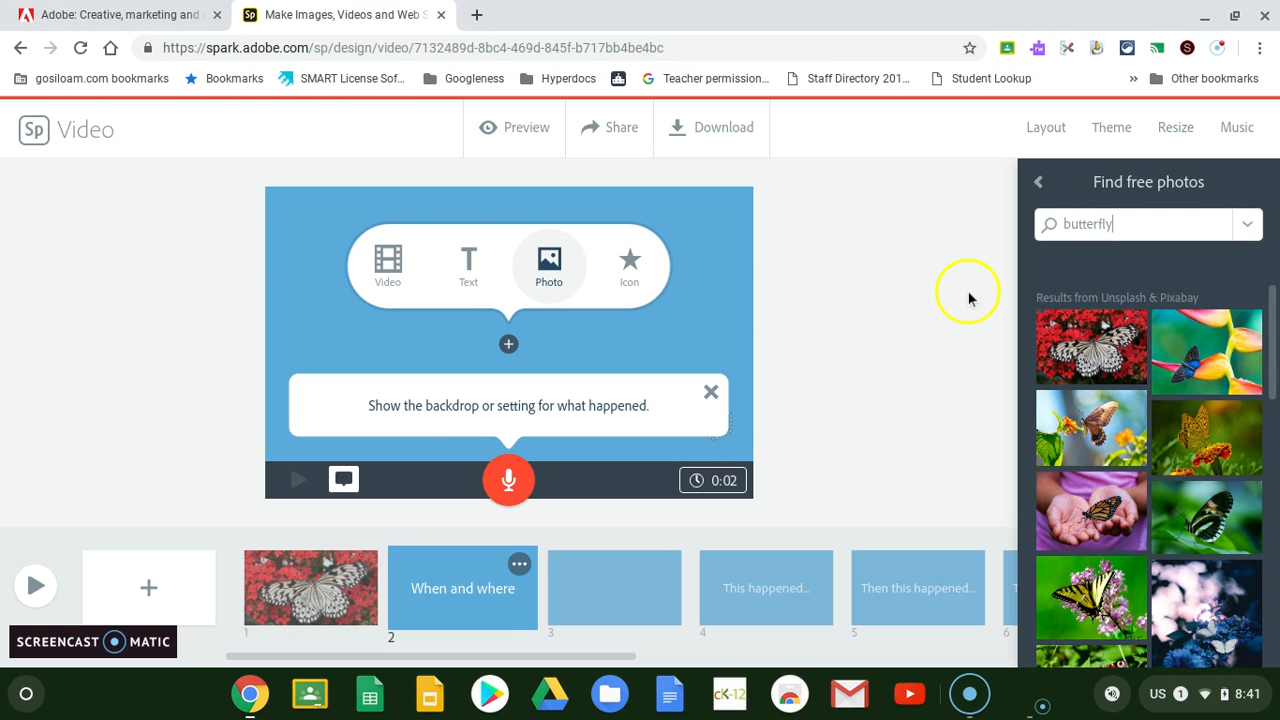 Adobe: Creative, marketing and
Sp Make Images, Videos and Web S
https://spark.adobe.com/sp/design/video/7132489d-8bc4-469d-845f-b717bb4be4bc
gosiloam.com bookmarks
Bookmarks
SMART License Sof...
Googleness
Hyperdocs
Teacher permission...
Staff Directory 201...
Student Lookup
»
Other bookmarks
Sp Video
Preview
Share
Download
Layout
Theme
Resize
Music
Find free photos
butterfly
Results from Unsplash & Pixabay
Video
T Text
Photo
Icon
Show the backdrop or setting for what happened.
0:02
When and where
This happened...
Then this happened...
1
2
3
4
5
6
SCREENCAST MATIC
cK-12
US
1
8:41